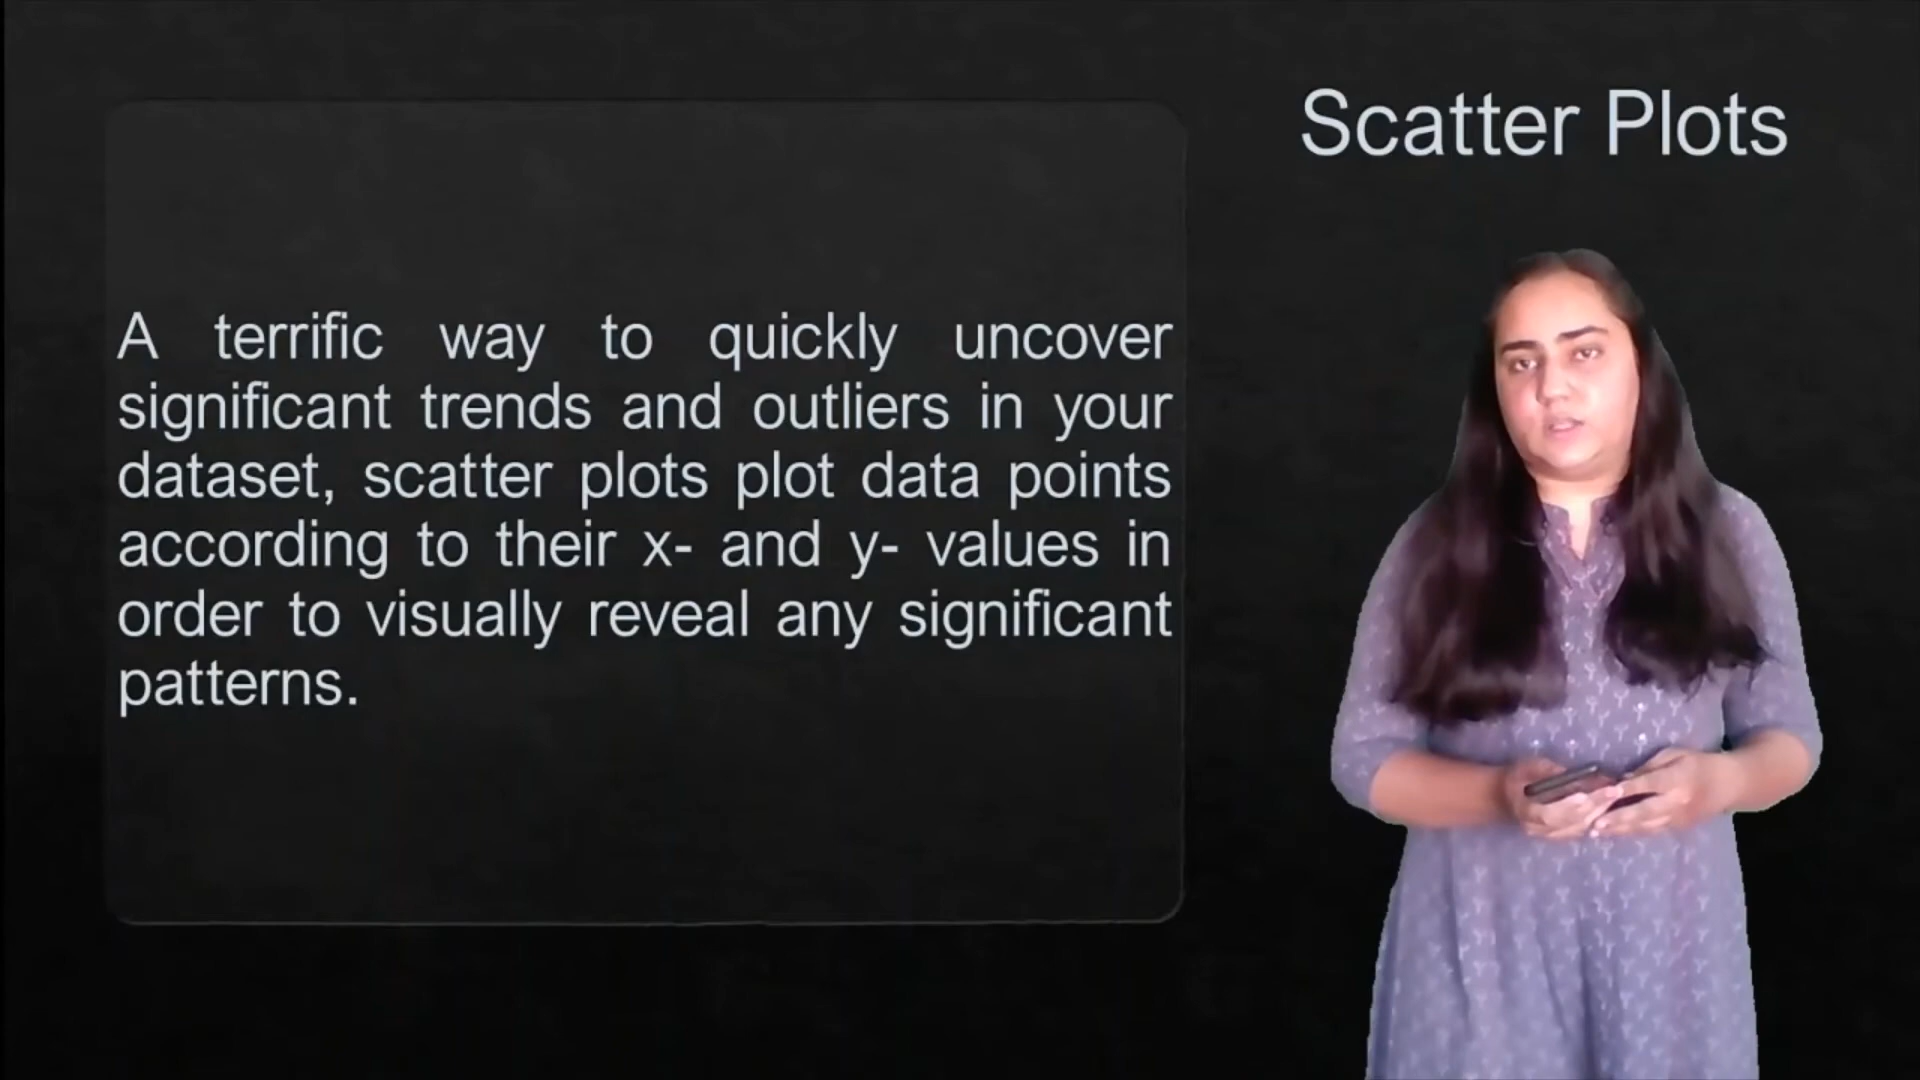 Scatter Plots
A terrific way to quickly uncover
significant trends and outliers in your
dataset, scatter plots plot data points
according to their x- and y- values in
order to visually reveal any significant
patterns.